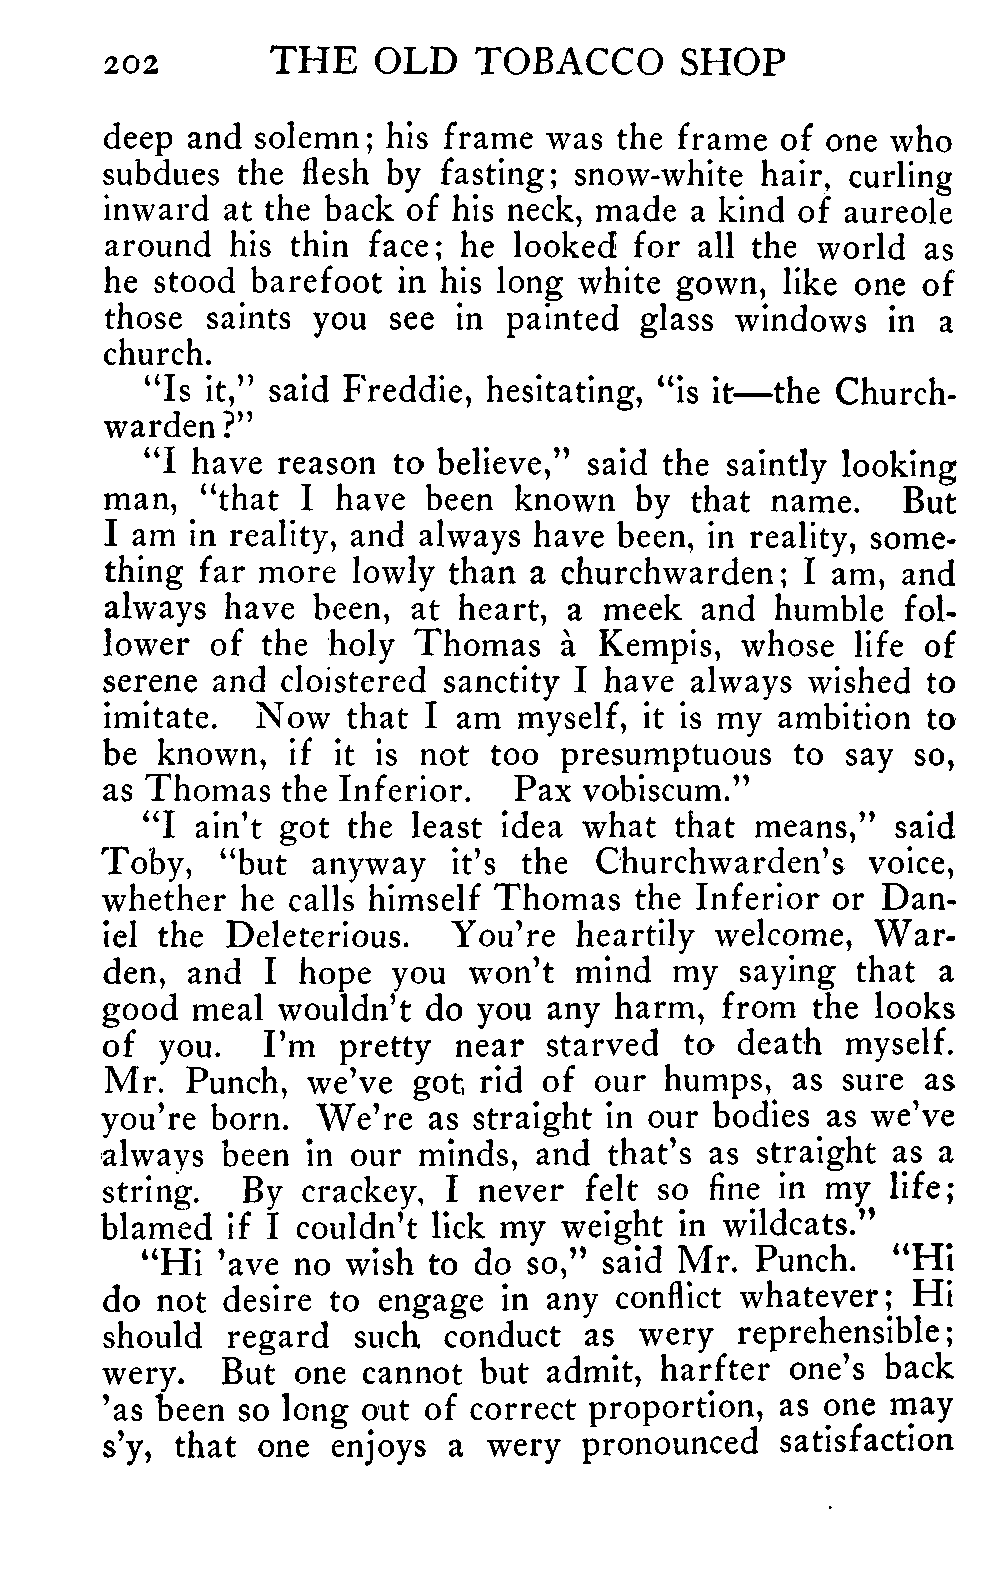 202 THE OLD TOBACCO SHOP
deep and solemn; his frame was the frame of one who
subdues the flesh by fasting; snow-white hair, curling
inward at the back of his neck, made a kind of aureole
around his thin face; he looked for all the world as
he stood barefoot in his long white gown, like one of
those saints you see in painted glass windows in a
church.
"Is it," said Freddie, hesitating, "is it—the Church-
warden?"
"I have reason to believe," said the saintly looking
man, "that I have been known by that name. But
I am in reality, and always have been, in reality, some-
thing far more lowly than a churchwarden; I am, and
always have been, at heart, a meek and humble fol-
lower of the holy Thomas à Kempis, whose life of
serene and cloistered sanctity I have always wished to
imitate. Now that I am myself, it is my ambition to
be known, if it is not too presumptuous to say so,
as Thomas the Inferior. Pax vobiscum."
"I ain't got the least idea what that means," said
Toby, "but anyway it's the Churchwarden's voice,
whether he calls himself Thomas the Inferior or Dan-
iel the Deleterious. You're heartily welcome, War-
den, and I hope you won't mind my saying that a
good meal wouldn't do you any harm, from the looks
of you. I'm pretty near starved to death myself.
Mr. Punch, we've got rid of our humps, as sure as
you're born. We're as straight in our bodies as we've
always been in our minds, and that's as straight as a
string. By crackey, I never felt so fine in my life;
blamed if I couldn't lick my weight in wildcats."
"Hi 'ave no wish to do so," said Mr. Punch. "Hi
do not desire to engage in any conflict whatever; Hi
should regard such conduct as wery reprehensible;
wery. But one cannot but admit, harfter one's back
'as been so long out of correct proportion, as one may
s'y, that one enjoys a wery pronounced satisfaction